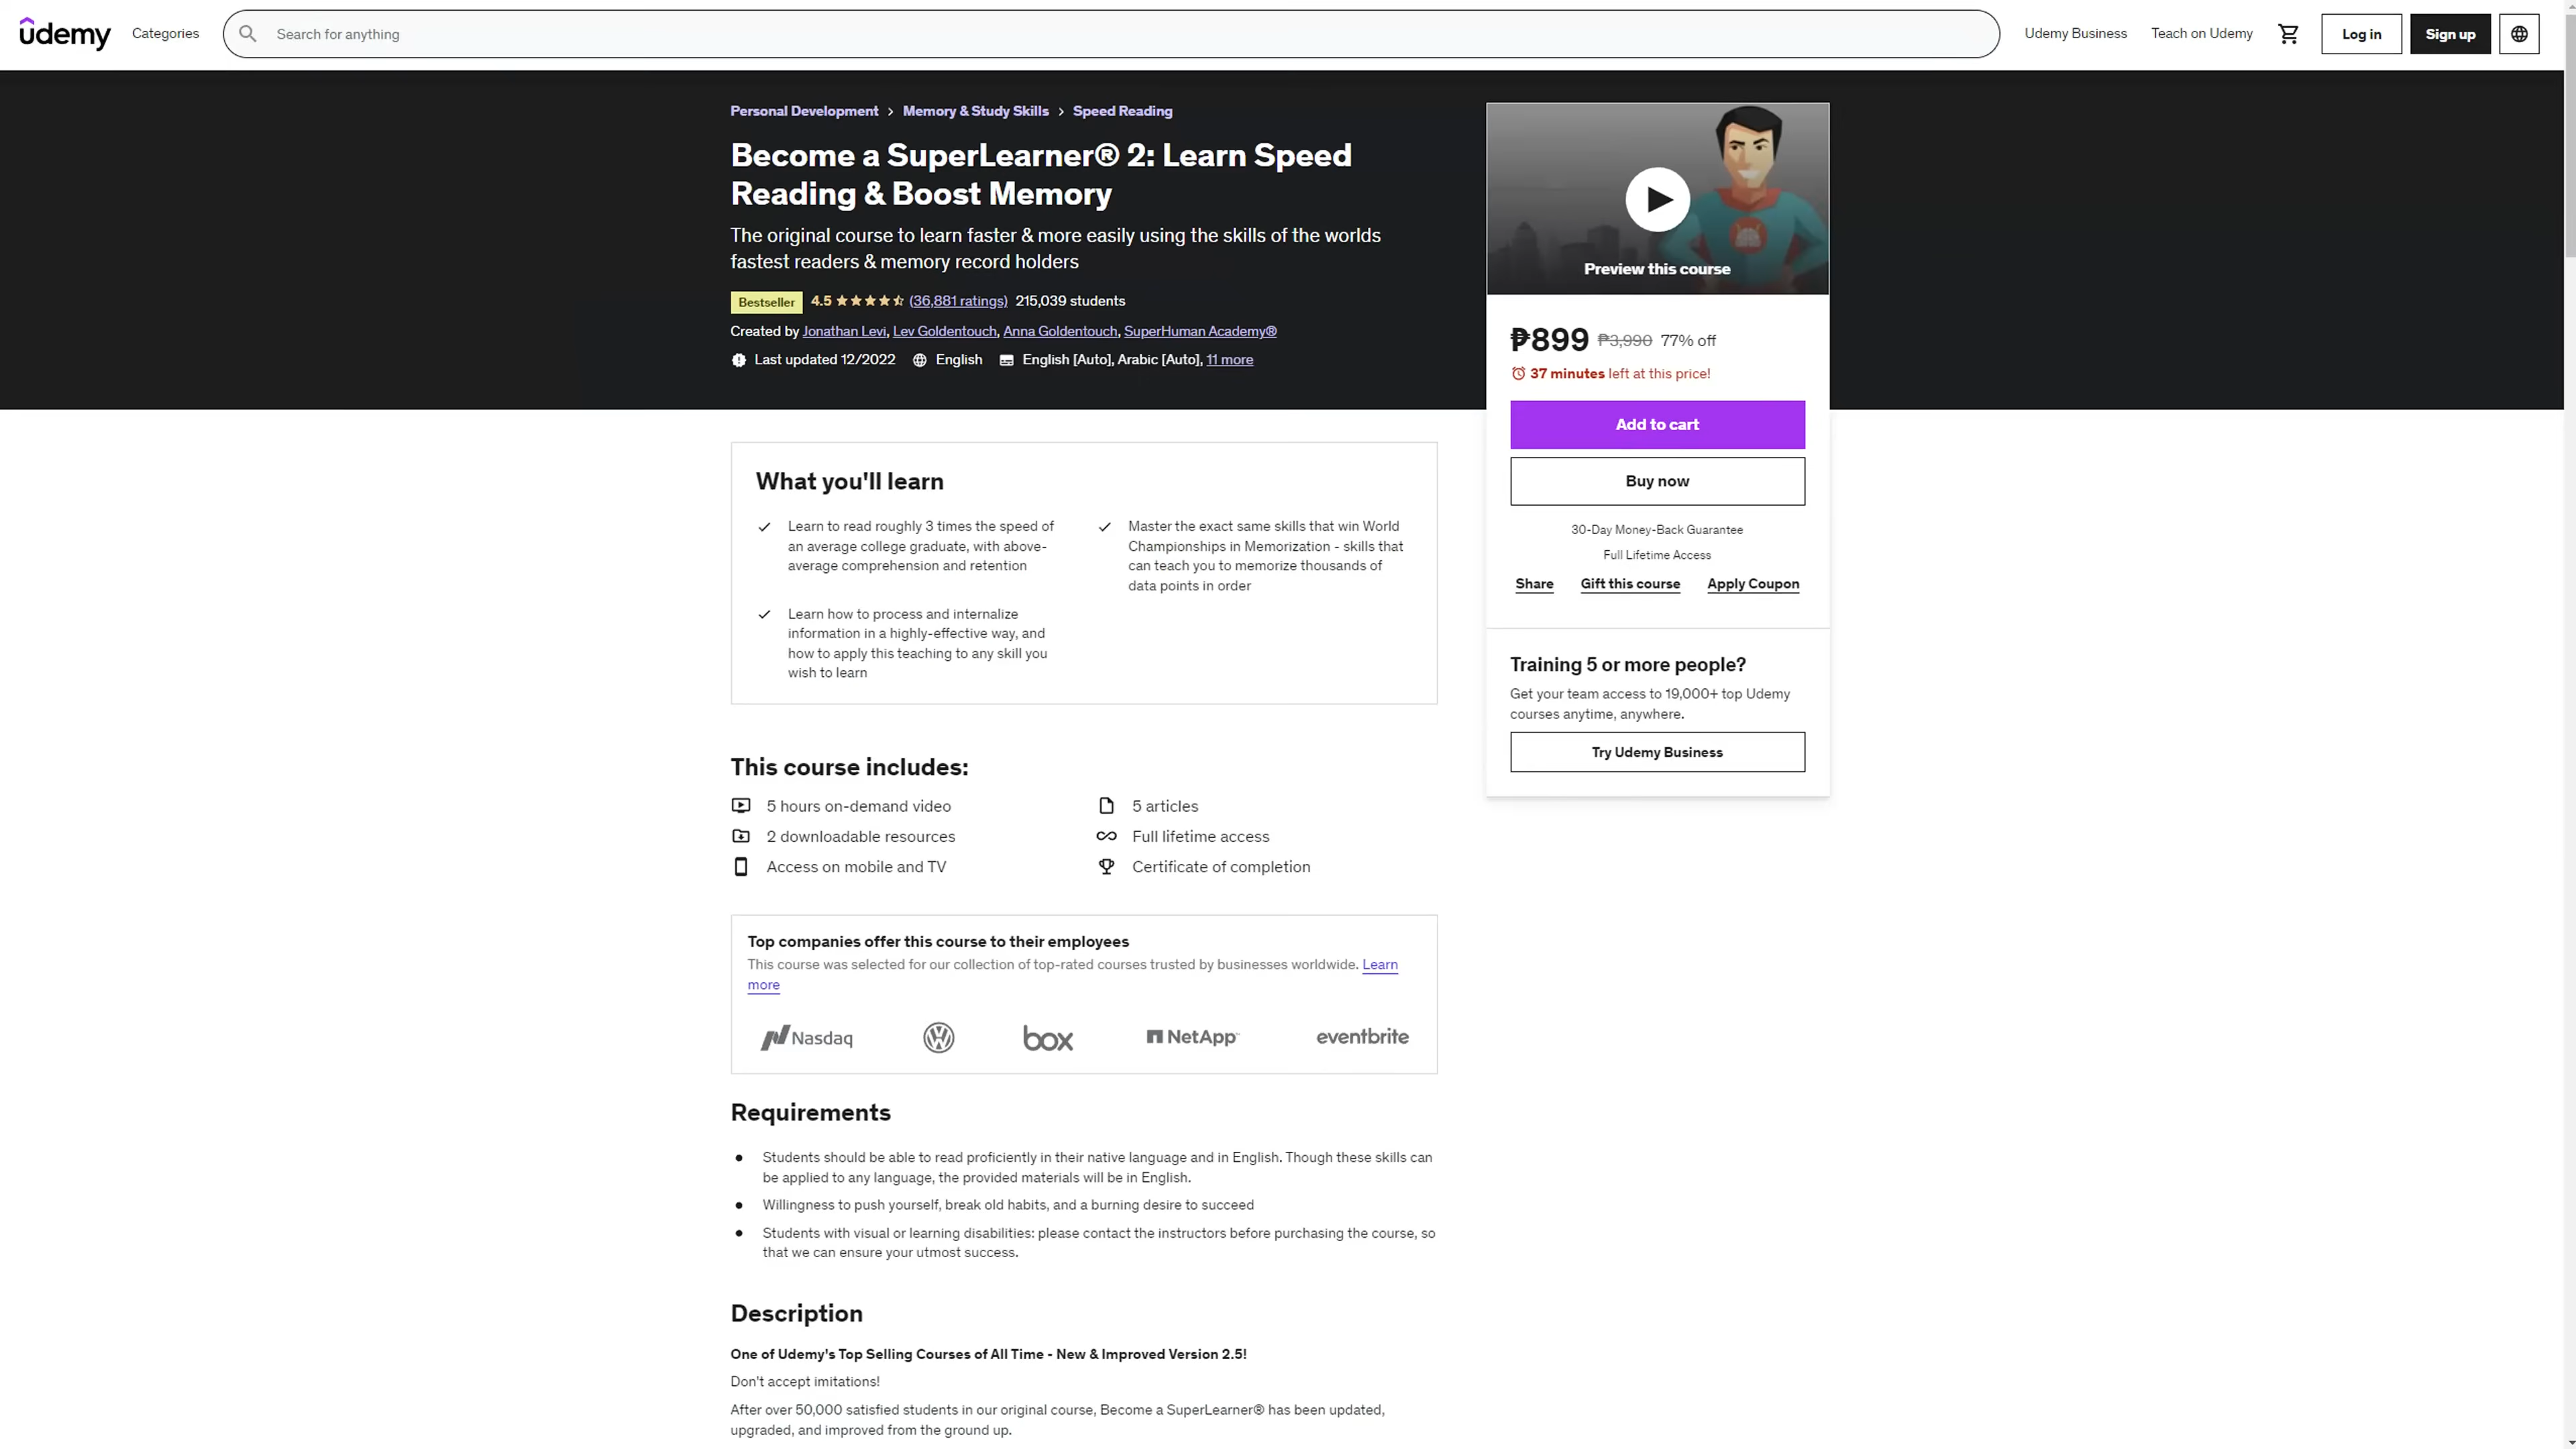 udemy
Categories
Search for anything
Udemy Business
Teach on Udemy
Log in
Sign up
Personal Development > Memory & Study Skills > Speed Reading
Become a SuperLearner® 2: Learn Speed
Reading & Boost Memory
The original course to learn faster & more easily using the skills of the worlds
fastest readers & memory record holders
Bestseller 4.5 (36,881 ratings) 215,039 students
Created by Jonathan Levi, Lev Goldentouch, Anna Goldentouch, SuperHuman Academy®
Last updated 12/2022 English English [Auto], Arabic [Auto], 11 more
Preview this course
₱899 ₱3,990 77% off
37 minutes left at this price!
Add to cart
Buy now
30-Day Money-Back Guarantee
Full Lifetime Access
Share Gift this course Apply Coupon
Training 5 or more people?
Get your team access to 19,000+ top Udemy
courses anytime, anywhere.
Try Udemy Business
What you'll learn
Learn to read roughly 3 times the speed of
an average college graduate, with above-
average comprehension and retention
Master the exact same skills that win World
Championships in Memorization - skills that
can teach you to memorize thousands of
data points in order
Learn how to process and internalize
information in a highly-effective way, and
how to apply this teaching to any skill you
wish to learn
This course includes:
5 hours on-demand video
5 articles
2 downloadable resources
Full lifetime access
Access on mobile and TV
Certificate of completion
Top companies offer this course to their employees
This course was selected for our collection of top-rated courses trusted by businesses worldwide. Learn
more
Nasdaq
box
NetApp
eventbrite
Requirements
Students should be able to read proficiently in their native language and in English. Though these skills can
be applied to any language, the provided materials will be in English.
Willingness to push yourself, break old habits, and a burning desire to succeed
Students with visual or learning disabilities: please contact the instructors before purchasing the course, so
that we can ensure your utmost success.
Description
One of Udemy's Top Selling Courses of All Time - New & Improved Version 2.5!
Don't accept imitations!
After over 50,000 satisfied students in our original course, Become a SuperLearner® has been updated,
upgraded, and improved from the ground up.